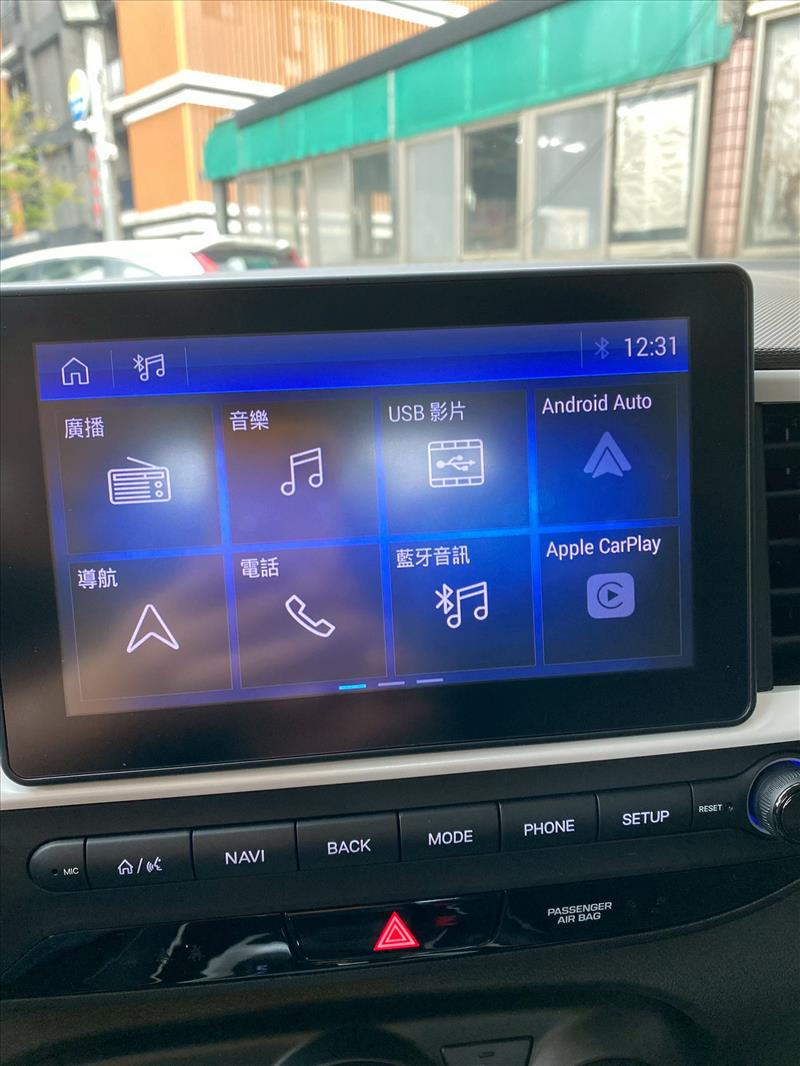 12:31
廣播
音樂
USB 影片
Android Auto
導航
電話
藍牙音訊
Apple CarPlay
MIC
NAVI
BACK
MODE
PHONE
SETUP
RESET
PASSENGER
AIR BAG